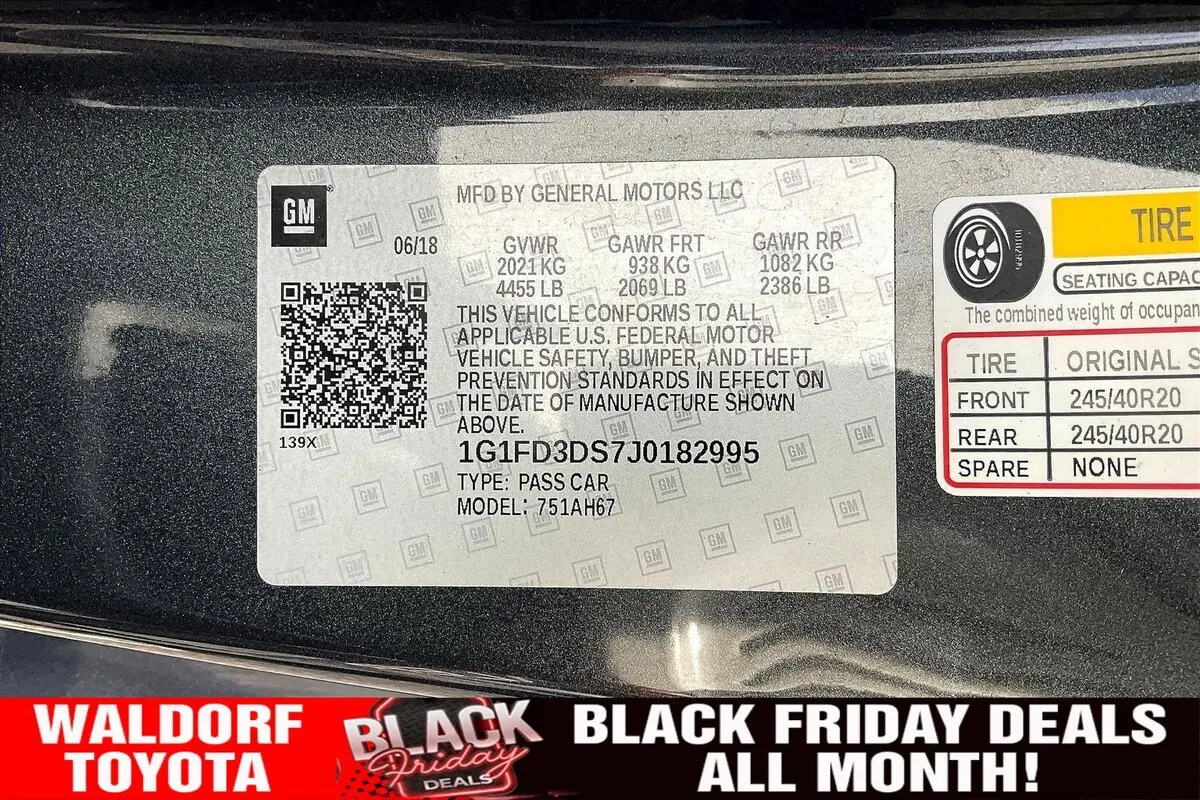 GM
MFD BY GENERAL MOTORS LLC
06/18
GVWR GAWR FRT GAWR RR
2021 KG 938 KG 1082 KG
4455 LB 2069 LB 2386 LB
THIS VEHICLE CONFORMS TO ALL
APPLICABLE U.S. FEDERAL MOTOR
VEHICLE SAFETY, BUMPER, AND THEFT
PREVENTION STANDARDS IN EFFECT ON
THE DATE OF MANUFACTURE SHOWN
ABOVE.
139X
1G1FD3DS7J0182995
TYPE: PASS CAR
MODEL: 751AH67
TIRE
SEATING CAPAC
The combined weight of occupan
TIRE ORIGINAL S
FRONT 245/40R20
REAR 245/40R20
SPARE NONE
WALDORF
TOYOTA
BLACK
Friday
DEALS
BLACK FRIDAY DEALS
ALL MONTH!